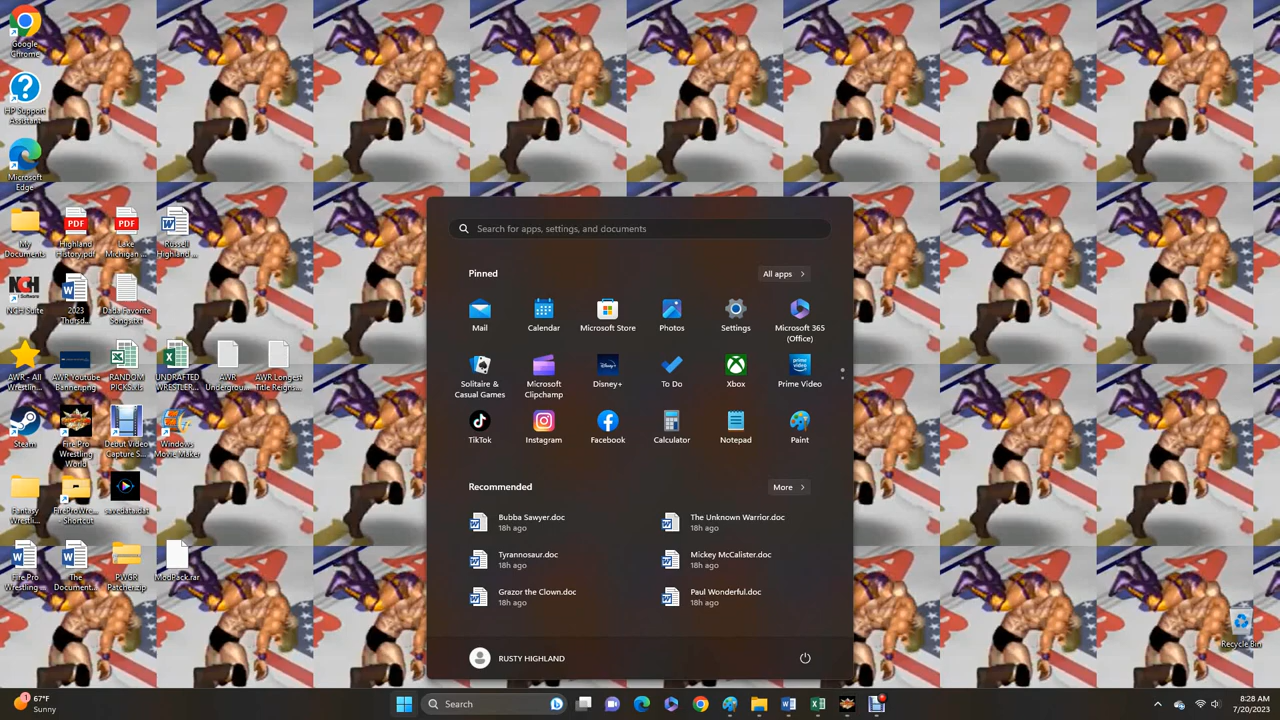 Google
Chrome
HP Support
Assistant
Microsoft
Edge
My
Documents
Highland
History.pdf
Lake
Michigan ...
Russell
Highland ...
NCH Suite
2023
Thursd...
Dada Favorite
Songs.txt
AWR - All
Wrestlin...
AWR Youtube
Banner.png
RANDOM
PICKS.xls
UNDRAFTED
WRESTLER...
AWR
Undergrou...
AWR Longest
Title Reigns...
Steam
Fire Pro
Wrestling
World
Debut Video
Capture S...
Windows
Movie Maker
Fantasy
Wrestli...
FireProWre...
- Shortcut
savedata.dat
Fire Pro
Wrestling ...
The
Document...
PWGR
Patcher.zip
ModPack.rar
Search for apps, settings, and documents
Pinned
All apps
Mail
Calendar
Microsoft Store
Photos
Settings
Microsoft 365
(Office)
Solitaire &
Casual Games
Microsoft
Clipchamp
Disney+
To Do
Xbox
Prime Video
TikTok
Instagram
Facebook
Calculator
Notepad
Paint
Recommended
More
Bubba Sawyer.doc
18h ago
The Unknown Warrior.doc
18h ago
Tyrannosaur.doc
18h ago
Mickey McCalister.doc
18h ago
Grazor the Clown.doc
18h ago
Paul Wonderful.doc
18h ago
RUSTY HIGHLAND
Recycle Bin
67°F
Sunny
Search
8:28 AM
7/20/2023